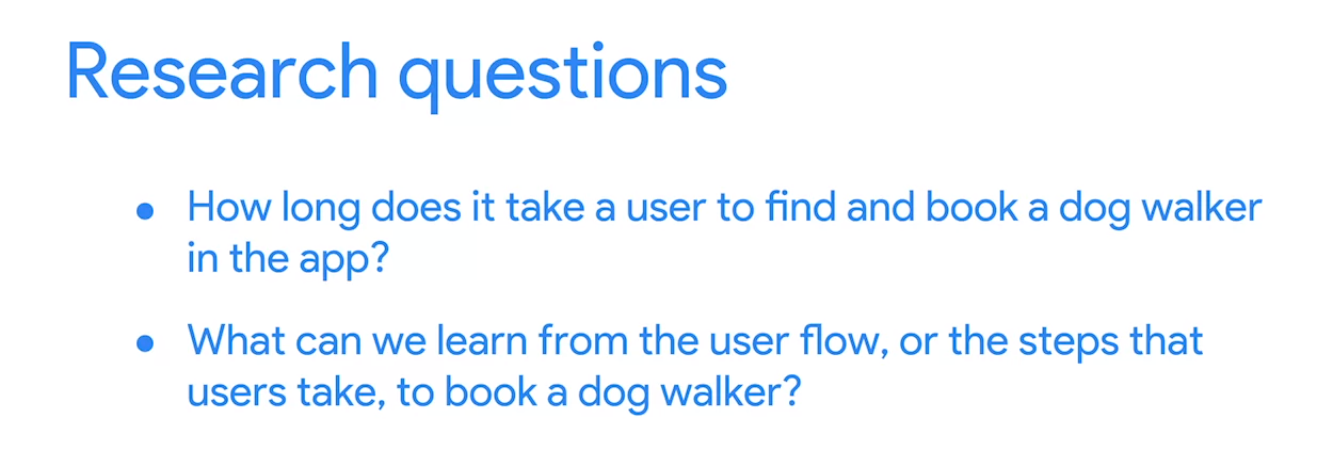 Research questions
● How long does it take a user to find and book a dog walker
in the app?
● What can we learn from the user flow, or the steps that
users take, to book a dog walker?